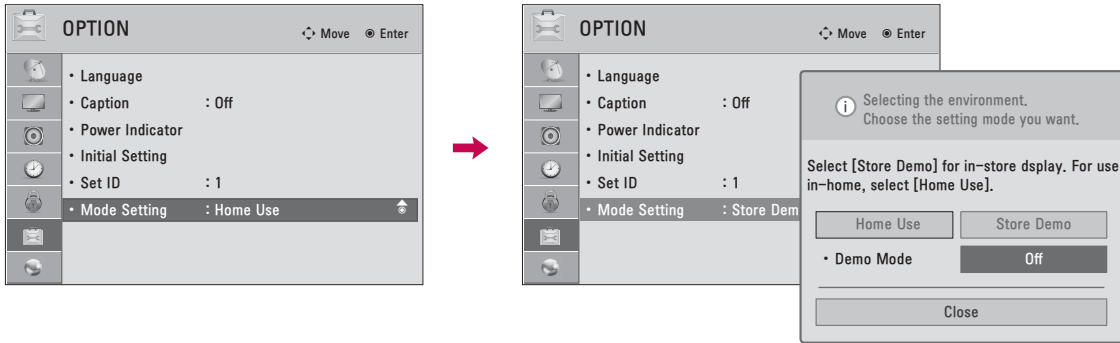 OPTION
Move Enter
• Language
• Caption : Off
• Power Indicator
• Initial Setting
• Set ID : 1
• Mode Setting : Home Use
OPTION
Move Enter
• Language
• Caption : Off
• Power Indicator
• Initial Setting
• Set ID : 1
• Mode Setting : Store Dem
i Selecting the environment.
Choose the setting mode you want.
Select [Store Demo] for in-store dsplay. For use
in-home, select [Home Use].
Home Use Store Demo
• Demo Mode Off
Close